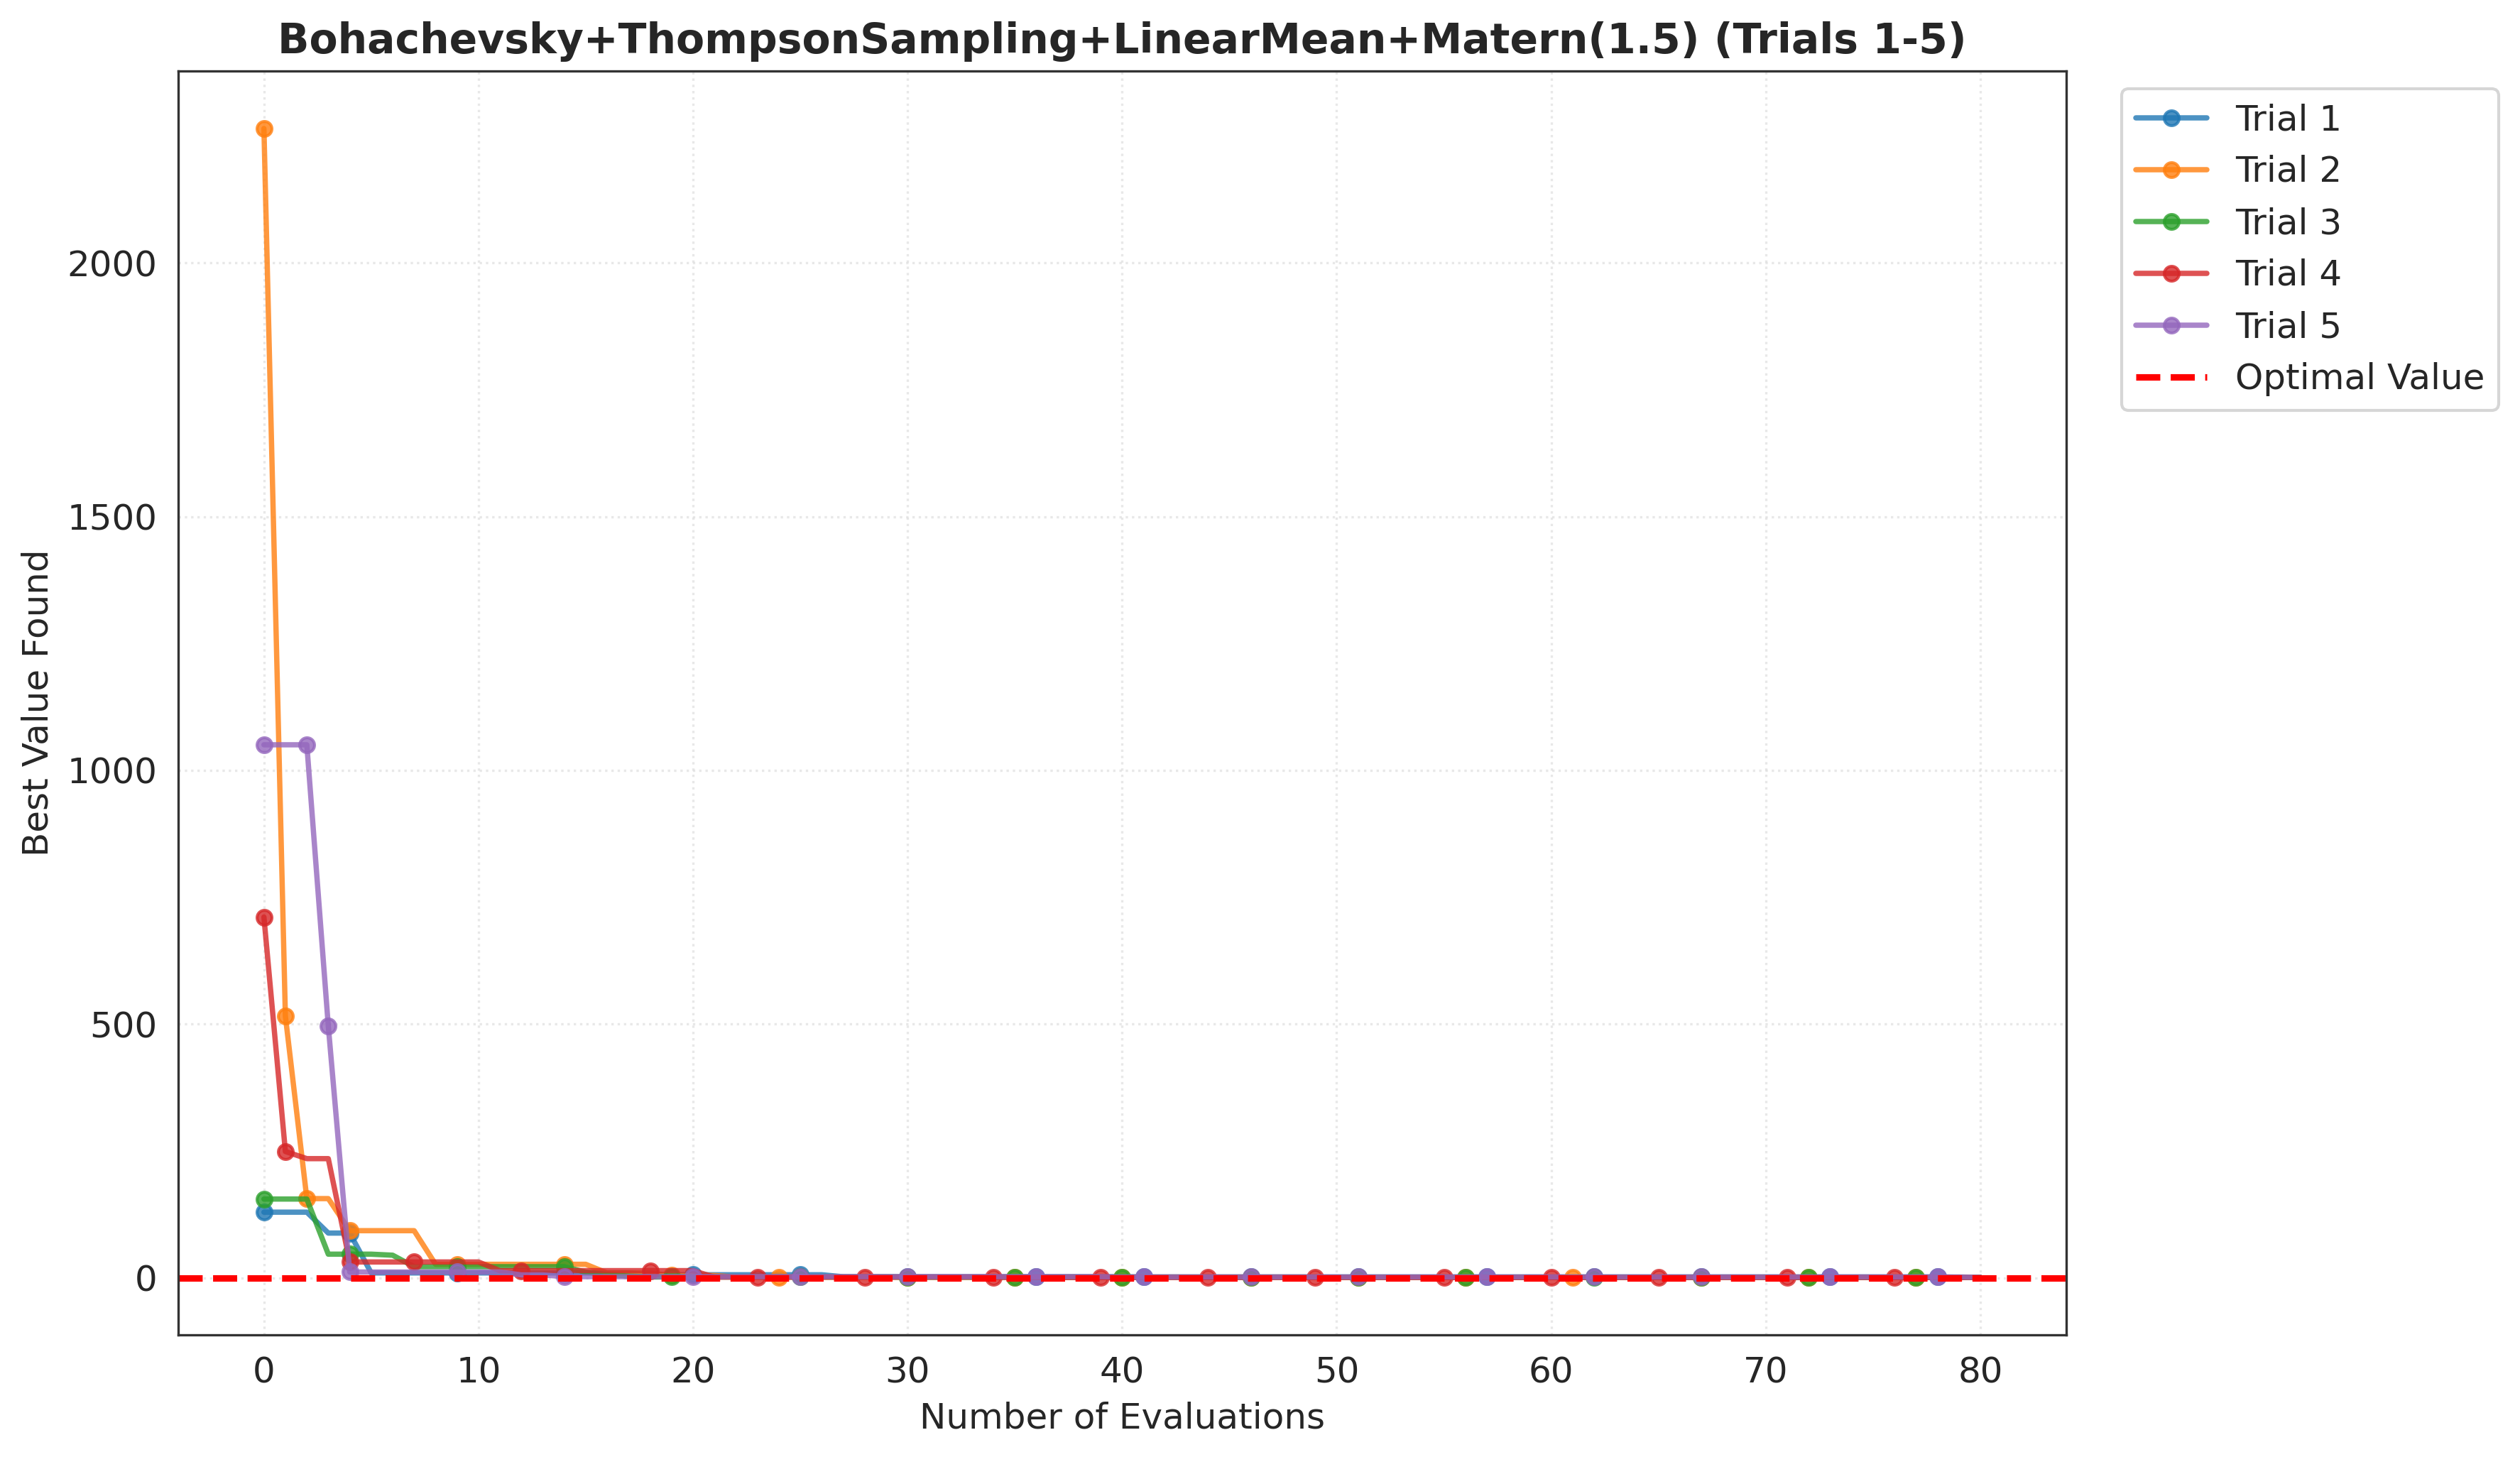 Bohachevsky+ThompsonSampling+LinearMean+Matern(1.5) (Trials 1-5)
Trial 1
Trial 2
Trial 3
Trial 4
Trial 5
Optimal Value
Best Value Found
2000
1500
1000
500
0
0 10 20 30 40 50 60 70 80
Number of Evaluations